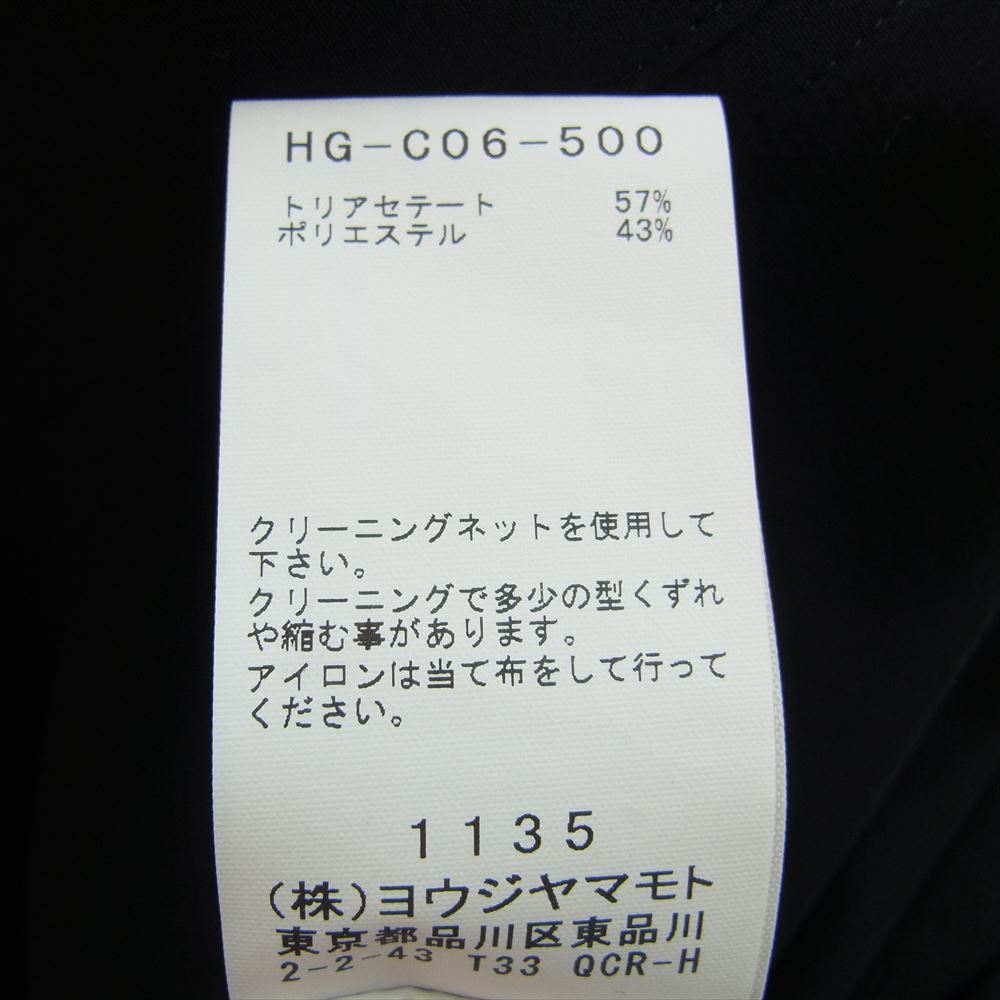 HG-C06-500
トリアセテート 57%
ポリエステル 43%
クリーニングネットを使用して
下さい。
クリーニングで多少の型くずれ
や縮む事があります。
アイロンは当て布をして行って
ください。
1135
(株)ヨウジヤマモト
東京都品川区東品川
2-2-43 T33 QCR-H